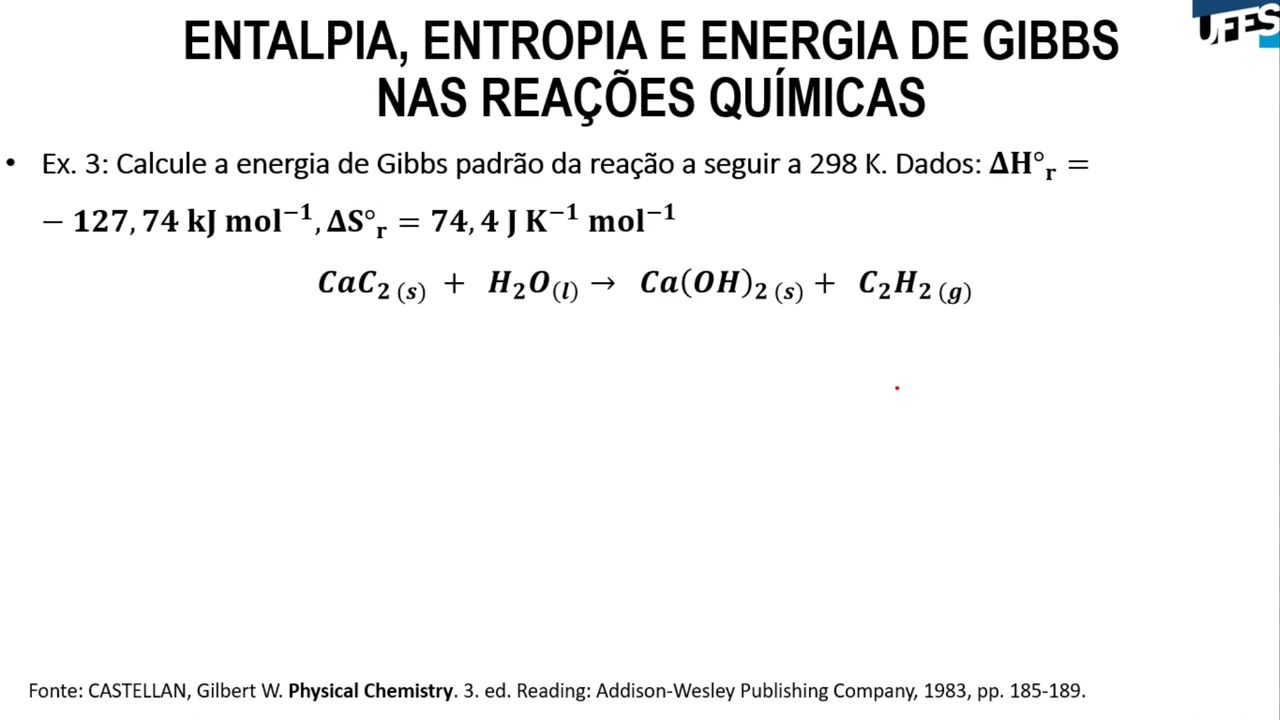 UFES
ENTALPIA, ENTROPIA E ENERGIA DE GIBBS
NAS REAÇÕES QUÍMICAS
• Ex. 3: Calcule a energia de Gibbs padrão da reação a seguir a 298 K. Dados: ΔH°ᵣ =
− 127,74 kJ mol⁻¹, ΔS°ᵣ = 74,4 J K⁻¹ mol⁻¹
CaC₂ (s) + H₂O(l) → Ca(OH)₂ (s) + C₂H₂ (g)
Fonte: CASTELLAN, Gilbert W. Physical Chemistry. 3. ed. Reading: Addison-Wesley Publishing Company, 1983, pp. 185-189.